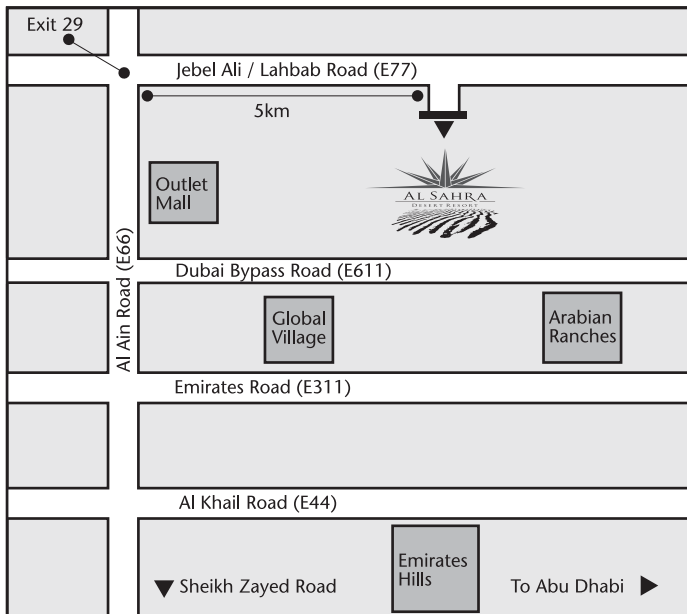 Exit 29
Jebel Ali / Lahbab Road (E77)
5km
Outlet
Mall
AL SAHRA
DESERT RESORT
Al Ain Road (E66)
Dubai Bypass Road (E611)
Global
Village
Arabian
Ranches
Emirates Road (E311)
Al Khail Road (E44)
Emirates
Hills
Sheikh Zayed Road
To Abu Dhabi